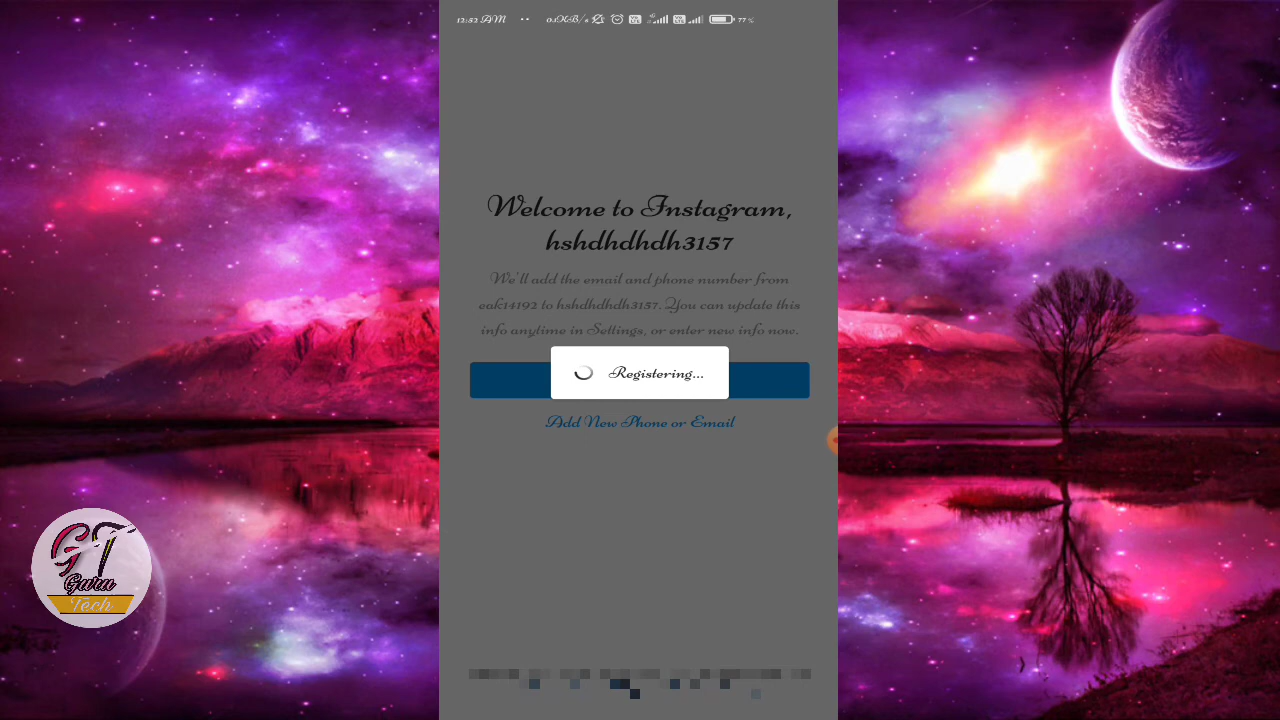 12:52 AM
0.1KB/s
77%
Welcome to Instagram,
hshdhdhdh3157
We'll add the email and phone number from
eak14192 to hshdhdhdh3157. You can update this
info anytime in Settings, or enter new info now.
Registering...
Add New Phone or Email
GT
Guru
Tech